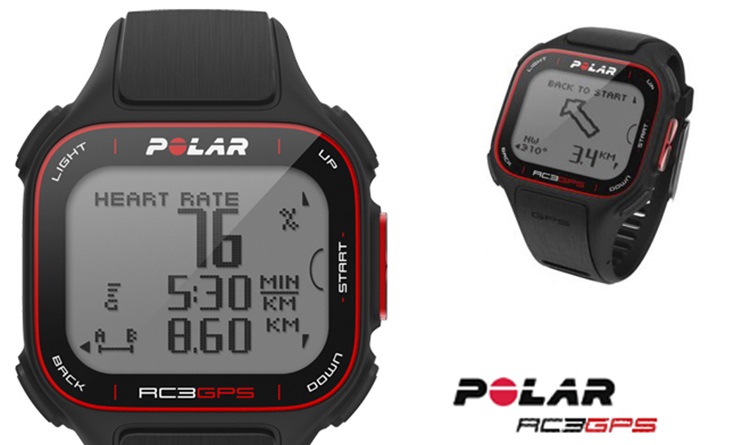 LIGHT
POLAR
UP
HEART RATE
76 %
5:30 MIN
KM
G
8.60 KM
A B
START
BACK
RC3GPS
DOWN
LIGHT
POLAR
UP
BACK TO START
NW
310°
3.4 KM
START
BACK
RC3GPS
DOWN
GPS
POLAR
RC3GPS